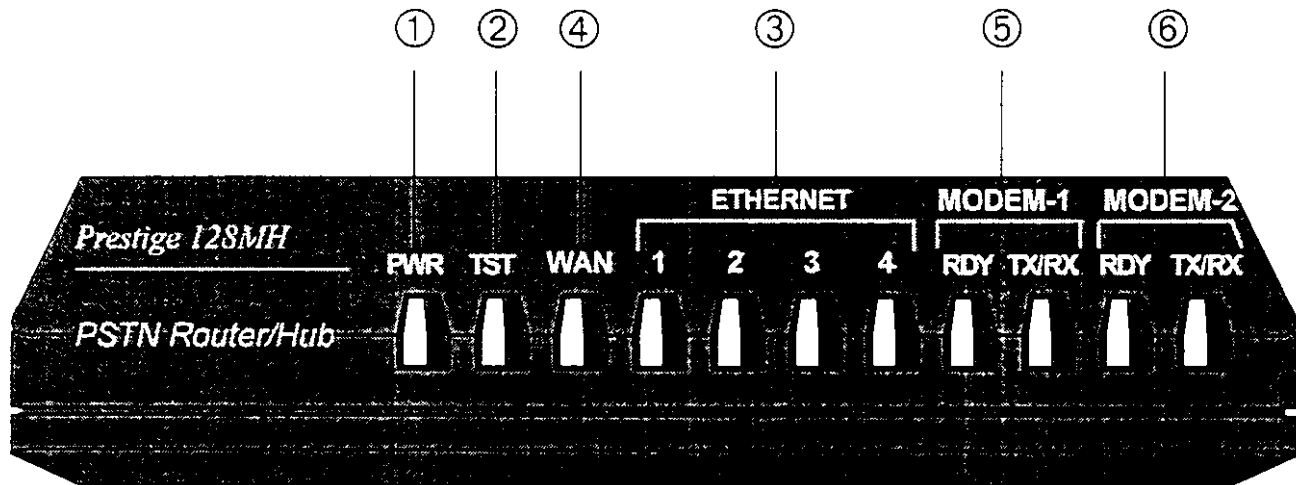 ① ② ④ ③ ⑤ ⑥
ETHERNET MODEM-1 MODEM-2
Prestige 128MH
PWR TST WAN 1 2 3 4 RDY TX/RX RDY TX/RX
PSTN Router/Hub